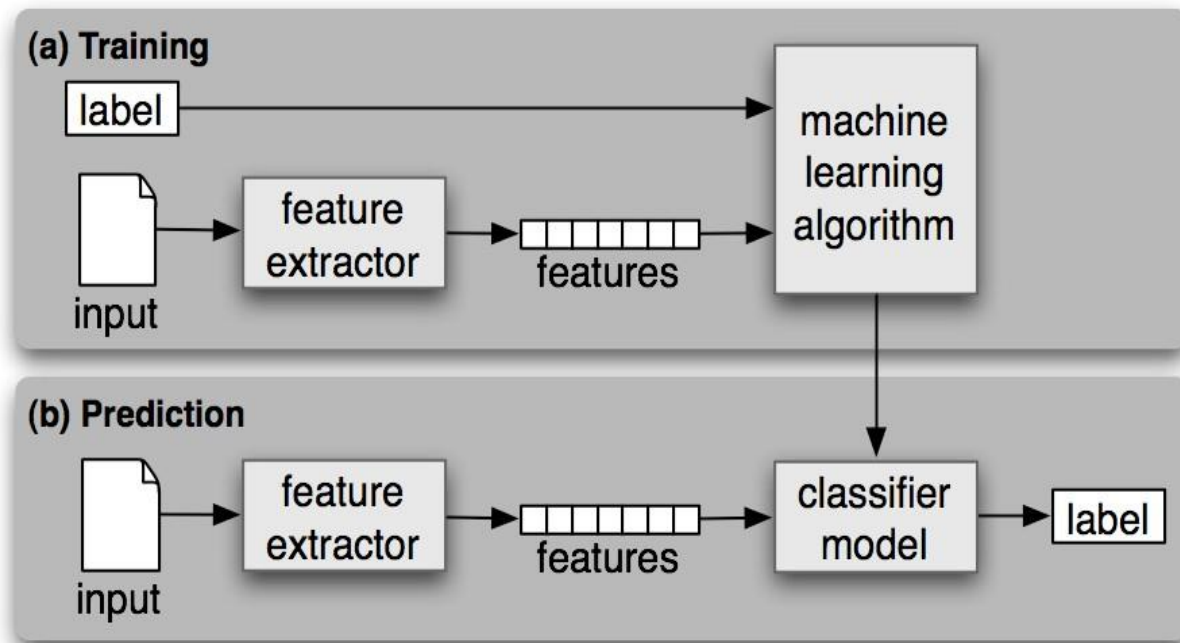 (a) Training
label
machine
learning
algorithm
feature
extractor
features
input
(b) Prediction
feature
extractor
features
classifier
model
label
input